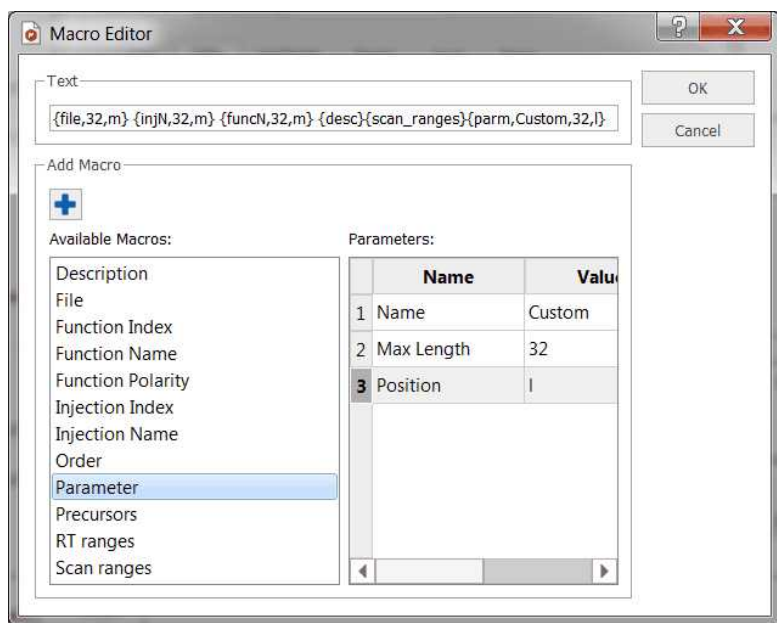 Macro Editor
Text
{file,32,m} {injN,32,m} {funcN,32,m} {desc}{scan_ranges}{parm,Custom,32,l}
OK
Cancel
Add Macro
Available Macros:
Parameters:
Description
File
Function Index
Function Name
Function Polarity
Injection Index
Injection Name
Order
Parameter
Precursors
RT ranges
Scan ranges
Name Valu
1 Name Custom
2 Max Length 32
3 Position l